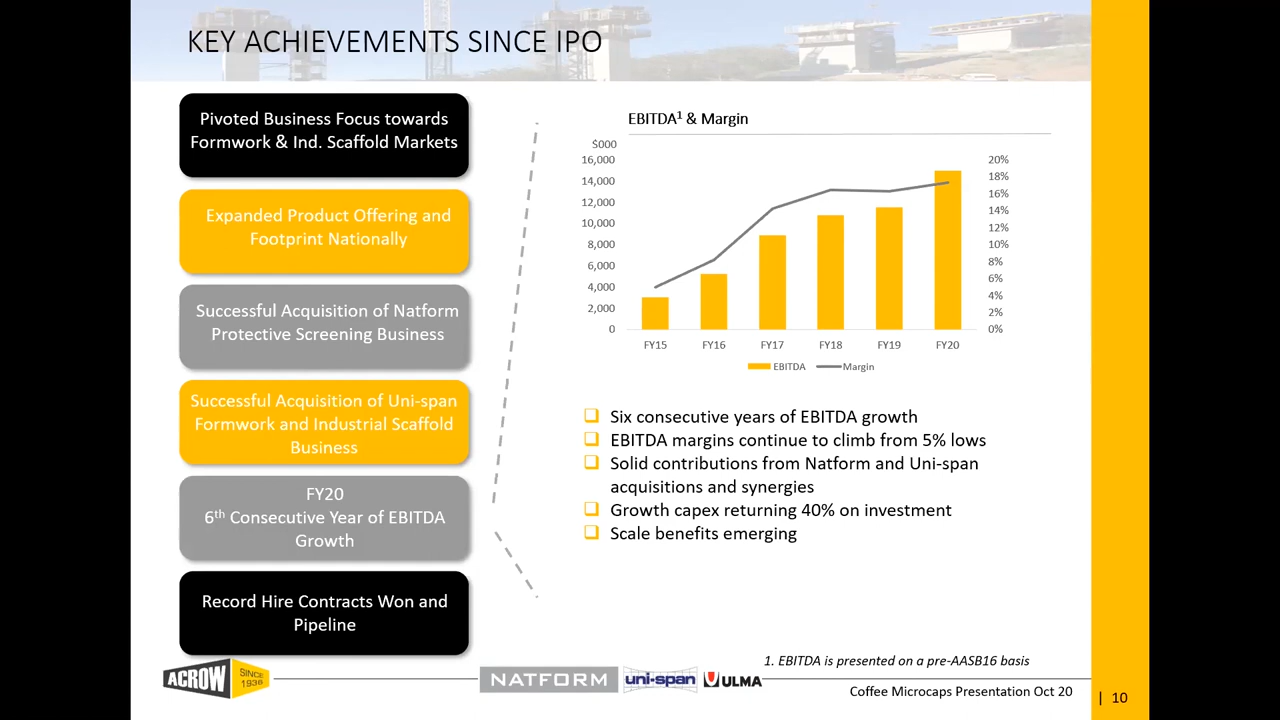 KEY ACHIEVEMENTS SINCE IPO
Pivoted Business Focus towards
Formwork & Ind. Scaffold Markets
Expanded Product Offering and
Footprint Nationally
Successful Acquisition of Natform
Protective Screening Business
Successful Acquisition of Uni-span
Formwork and Industrial Scaffold
Business
FY20
6th Consecutive Year of EBITDA
Growth
Record Hire Contracts Won and
Pipeline
EBITDA¹ & Margin
$000
16,000
14,000
12,000
10,000
8,000
6,000
4,000
2,000
0
20%
18%
16%
14%
12%
10%
8%
6%
4%
2%
0%
FY15 FY16 FY17 FY18 FY19 FY20
EBITDA Margin
Six consecutive years of EBITDA growth
EBITDA margins continue to climb from 5% lows
Solid contributions from Natform and Uni-span
acquisitions and synergies
Growth capex returning 40% on investment
Scale benefits emerging
1. EBITDA is presented on a pre-AASB16 basis
ACROW SINCE 1936
NATFORM uni-span ULMA
Coffee Microcaps Presentation Oct 20 | 10